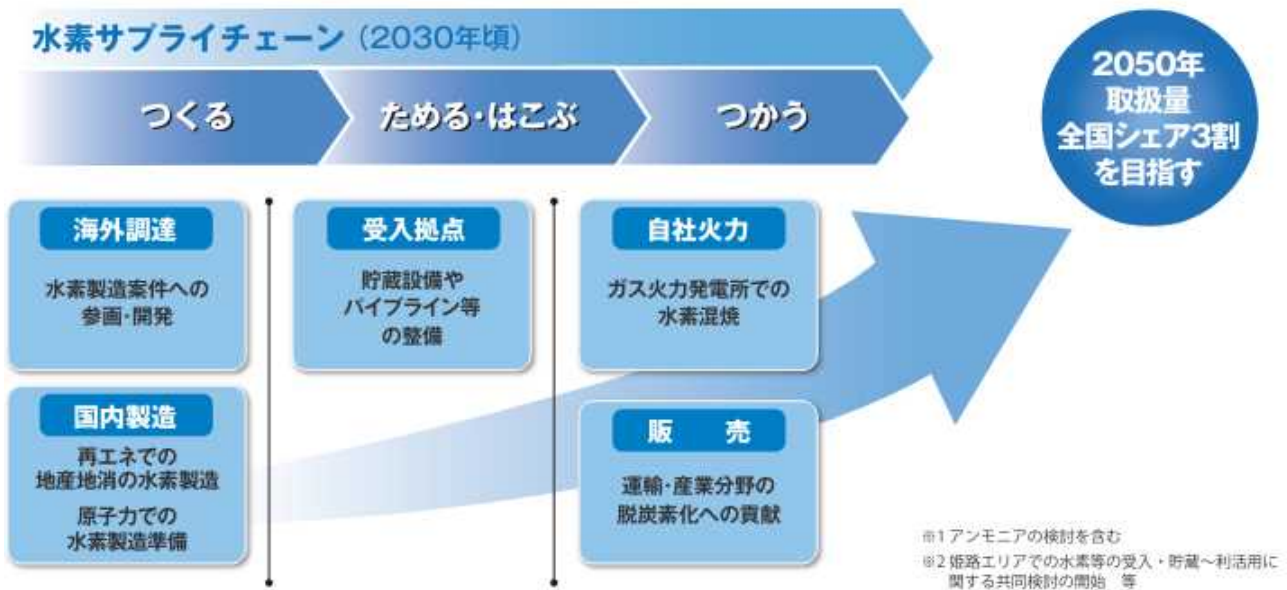 水素サプライチェーン（2030年頃）
つくる
ためる・はこぶ
つかう
2050年
取扱量
全国シェア3割
を目指す
海外調達
水素製造案件への
参画・開発
国内製造
再エネでの
地産地消の水素製造
原子力での
水素製造準備
受入拠点
貯蔵設備や
パイプライン等
の整備
自社火力
ガス火力発電所での
水素混焼
販　売
運輸・産業分野の
脱炭素化への貢献
※1 アンモニアの検討を含む
※2 姫路エリアでの水素等の受入・貯蔵～利活用に
関する共同検討の開始　等